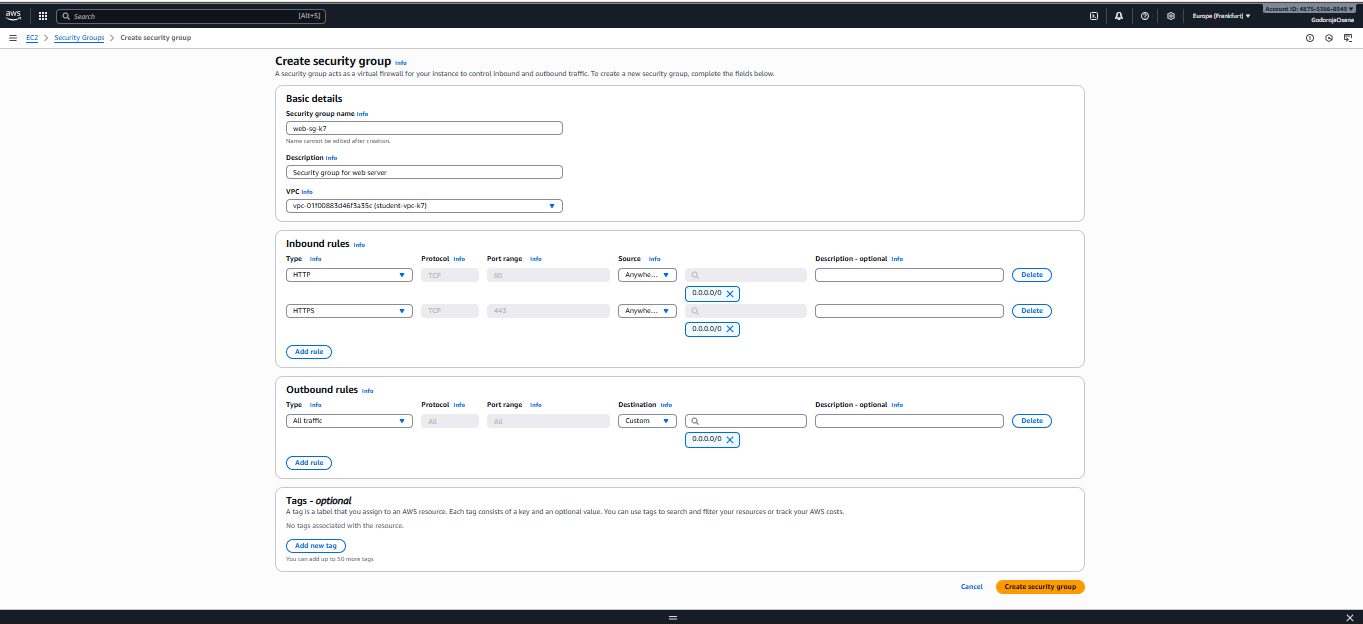 aws Search [Alt+S] Europe (Frankfurt) Account ID: 4875-5366-8949
GodorojaOxana
EC2 > Security Groups > Create security group
Create security group Info
A security group acts as a virtual firewall for your instance to control inbound and outbound traffic. To create a new security group, complete the fields below.
Basic details
Security group name Info
web-sg-k7
Name cannot be edited after creation.
Description Info
Security group for web server
VPC Info
vpc-01f00883d46f3a35c (student-vpc-k7)
Inbound rules Info
Type Info Protocol Info Port range Info Source Info Description - optional Info
HTTP TCP 80 Anywhe... Delete
0.0.0.0/0
HTTPS TCP 443 Anywhe... Delete
0.0.0.0/0
Add rule
Outbound rules Info
Type Info Protocol Info Port range Info Destination Info Description - optional Info
All traffic All All Custom Delete
0.0.0.0/0
Add rule
Tags - optional
A tag is a label that you assign to an AWS resource. Each tag consists of a key and an optional value. You can use tags to search and filter your resources or track your AWS costs.
No tags associated with the resource.
Add new tag
You can add up to 50 more tags
Cancel Create security group